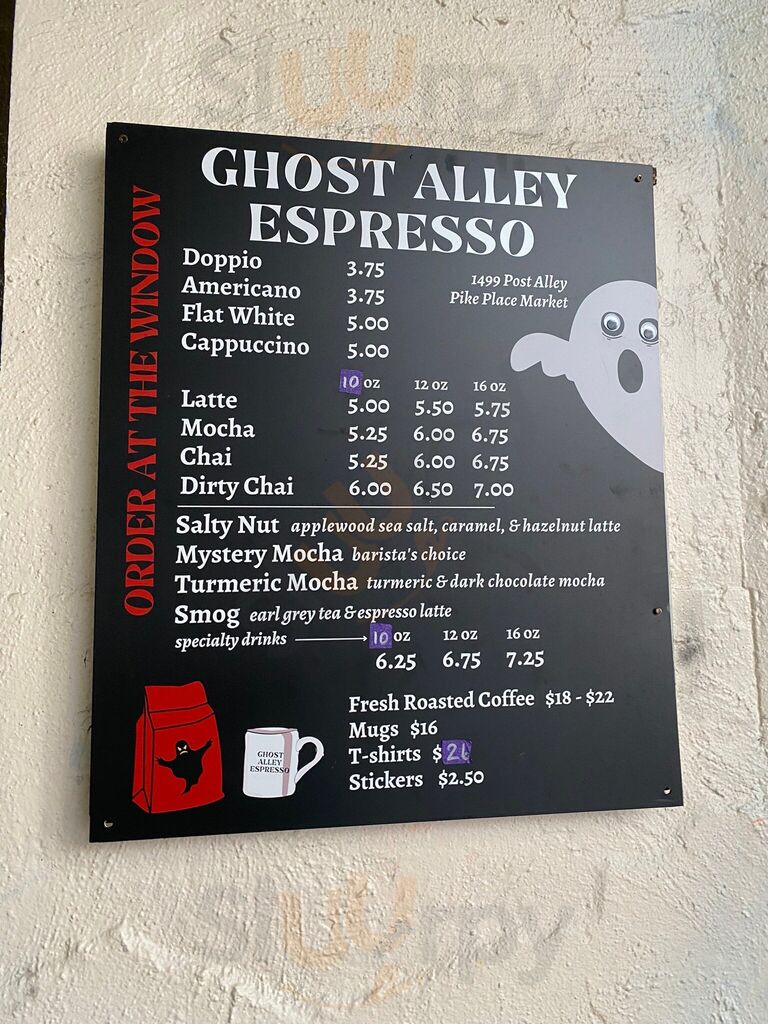 GHOST ALLEY
ESPRESSO
ORDER AT THE WINDOW
1499 Post Alley
Pike Place Market
Doppio 3.75
Americano 3.75
Flat White 5.00
Cappuccino 5.00
10 oz 12 oz 16 oz
Latte 5.00 5.50 5.75
Mocha 5.25 6.00 6.75
Chai 5.25 6.00 6.75
Dirty Chai 6.00 6.50 7.00
Salty Nut applewood sea salt, caramel, & hazelnut latte
Mystery Mocha barista's choice
Turmeric Mocha turmeric & dark chocolate mocha
Smog earl grey tea & espresso latte
specialty drinks 10 oz 12 oz 16 oz
6.25 6.75 7.25
Fresh Roasted Coffee $18 - $22
Mugs $16
T-shirts $26
Stickers $2.50
GHOST
ALLEY
ESPRESSO
Sluurpy
Sluurpy